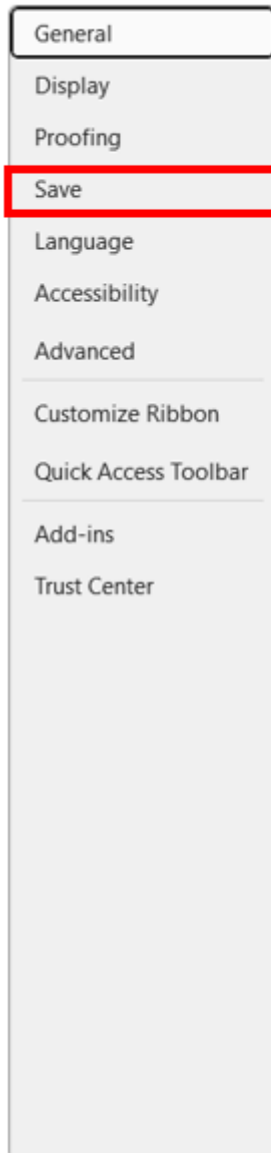 General
Display
Proofing
Save
Language
Accessibility
Advanced
Customize Ribbon
Quick Access Toolbar
Add-ins
Trust Center